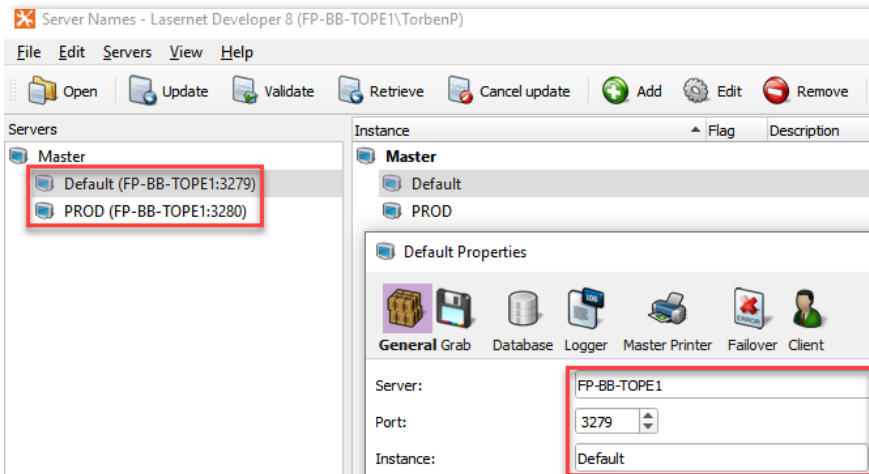 Server Names - Lasernet Developer 8 (FP-BB-TOPE1\TorbenP)
File Edit Servers View Help
Open Update Validate Retrieve Cancel update Add Edit Remove
Servers
Instance Flag Description
Master
Master
Default (FP-BB-TOPE1:3279)
Default
PROD (FP-BB-TOPE1:3280)
PROD
Default Properties
LOG
ERROR
General Grab Database Logger Master Printer Failover Client
Server: FP-BB-TOPE1
Port: 3279
Instance: Default